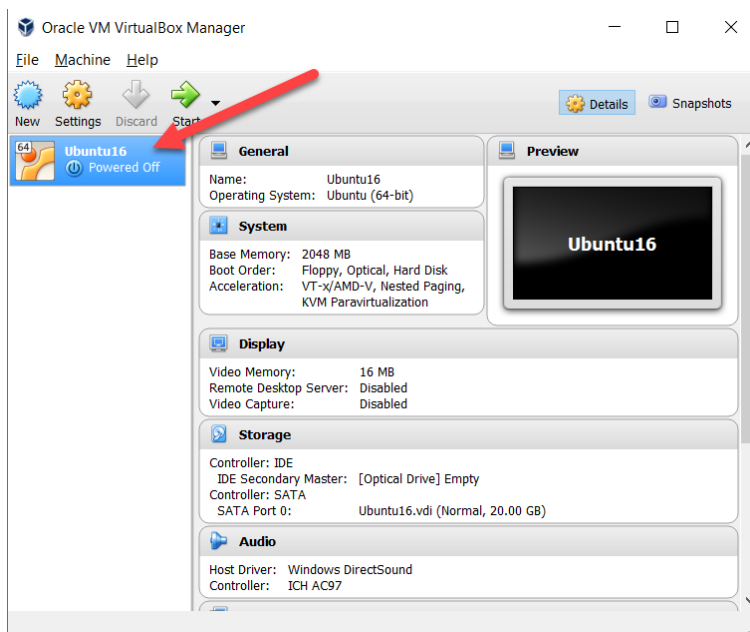 Oracle VM VirtualBox Manager
File Machine Help
New Settings Discard Start Details Snapshots
64 Ubuntu16
Powered Off
General
Name: Ubuntu16
Operating System: Ubuntu (64-bit)
System
Base Memory: 2048 MB
Boot Order: Floppy, Optical, Hard Disk
Acceleration: VT-x/AMD-V, Nested Paging,
KVM Paravirtualization
Preview
Ubuntu16
Display
Video Memory: 16 MB
Remote Desktop Server: Disabled
Video Capture: Disabled
Storage
Controller: IDE
IDE Secondary Master: [Optical Drive] Empty
Controller: SATA
SATA Port 0: Ubuntu16.vdi (Normal, 20.00 GB)
Audio
Host Driver: Windows DirectSound
Controller: ICH AC97